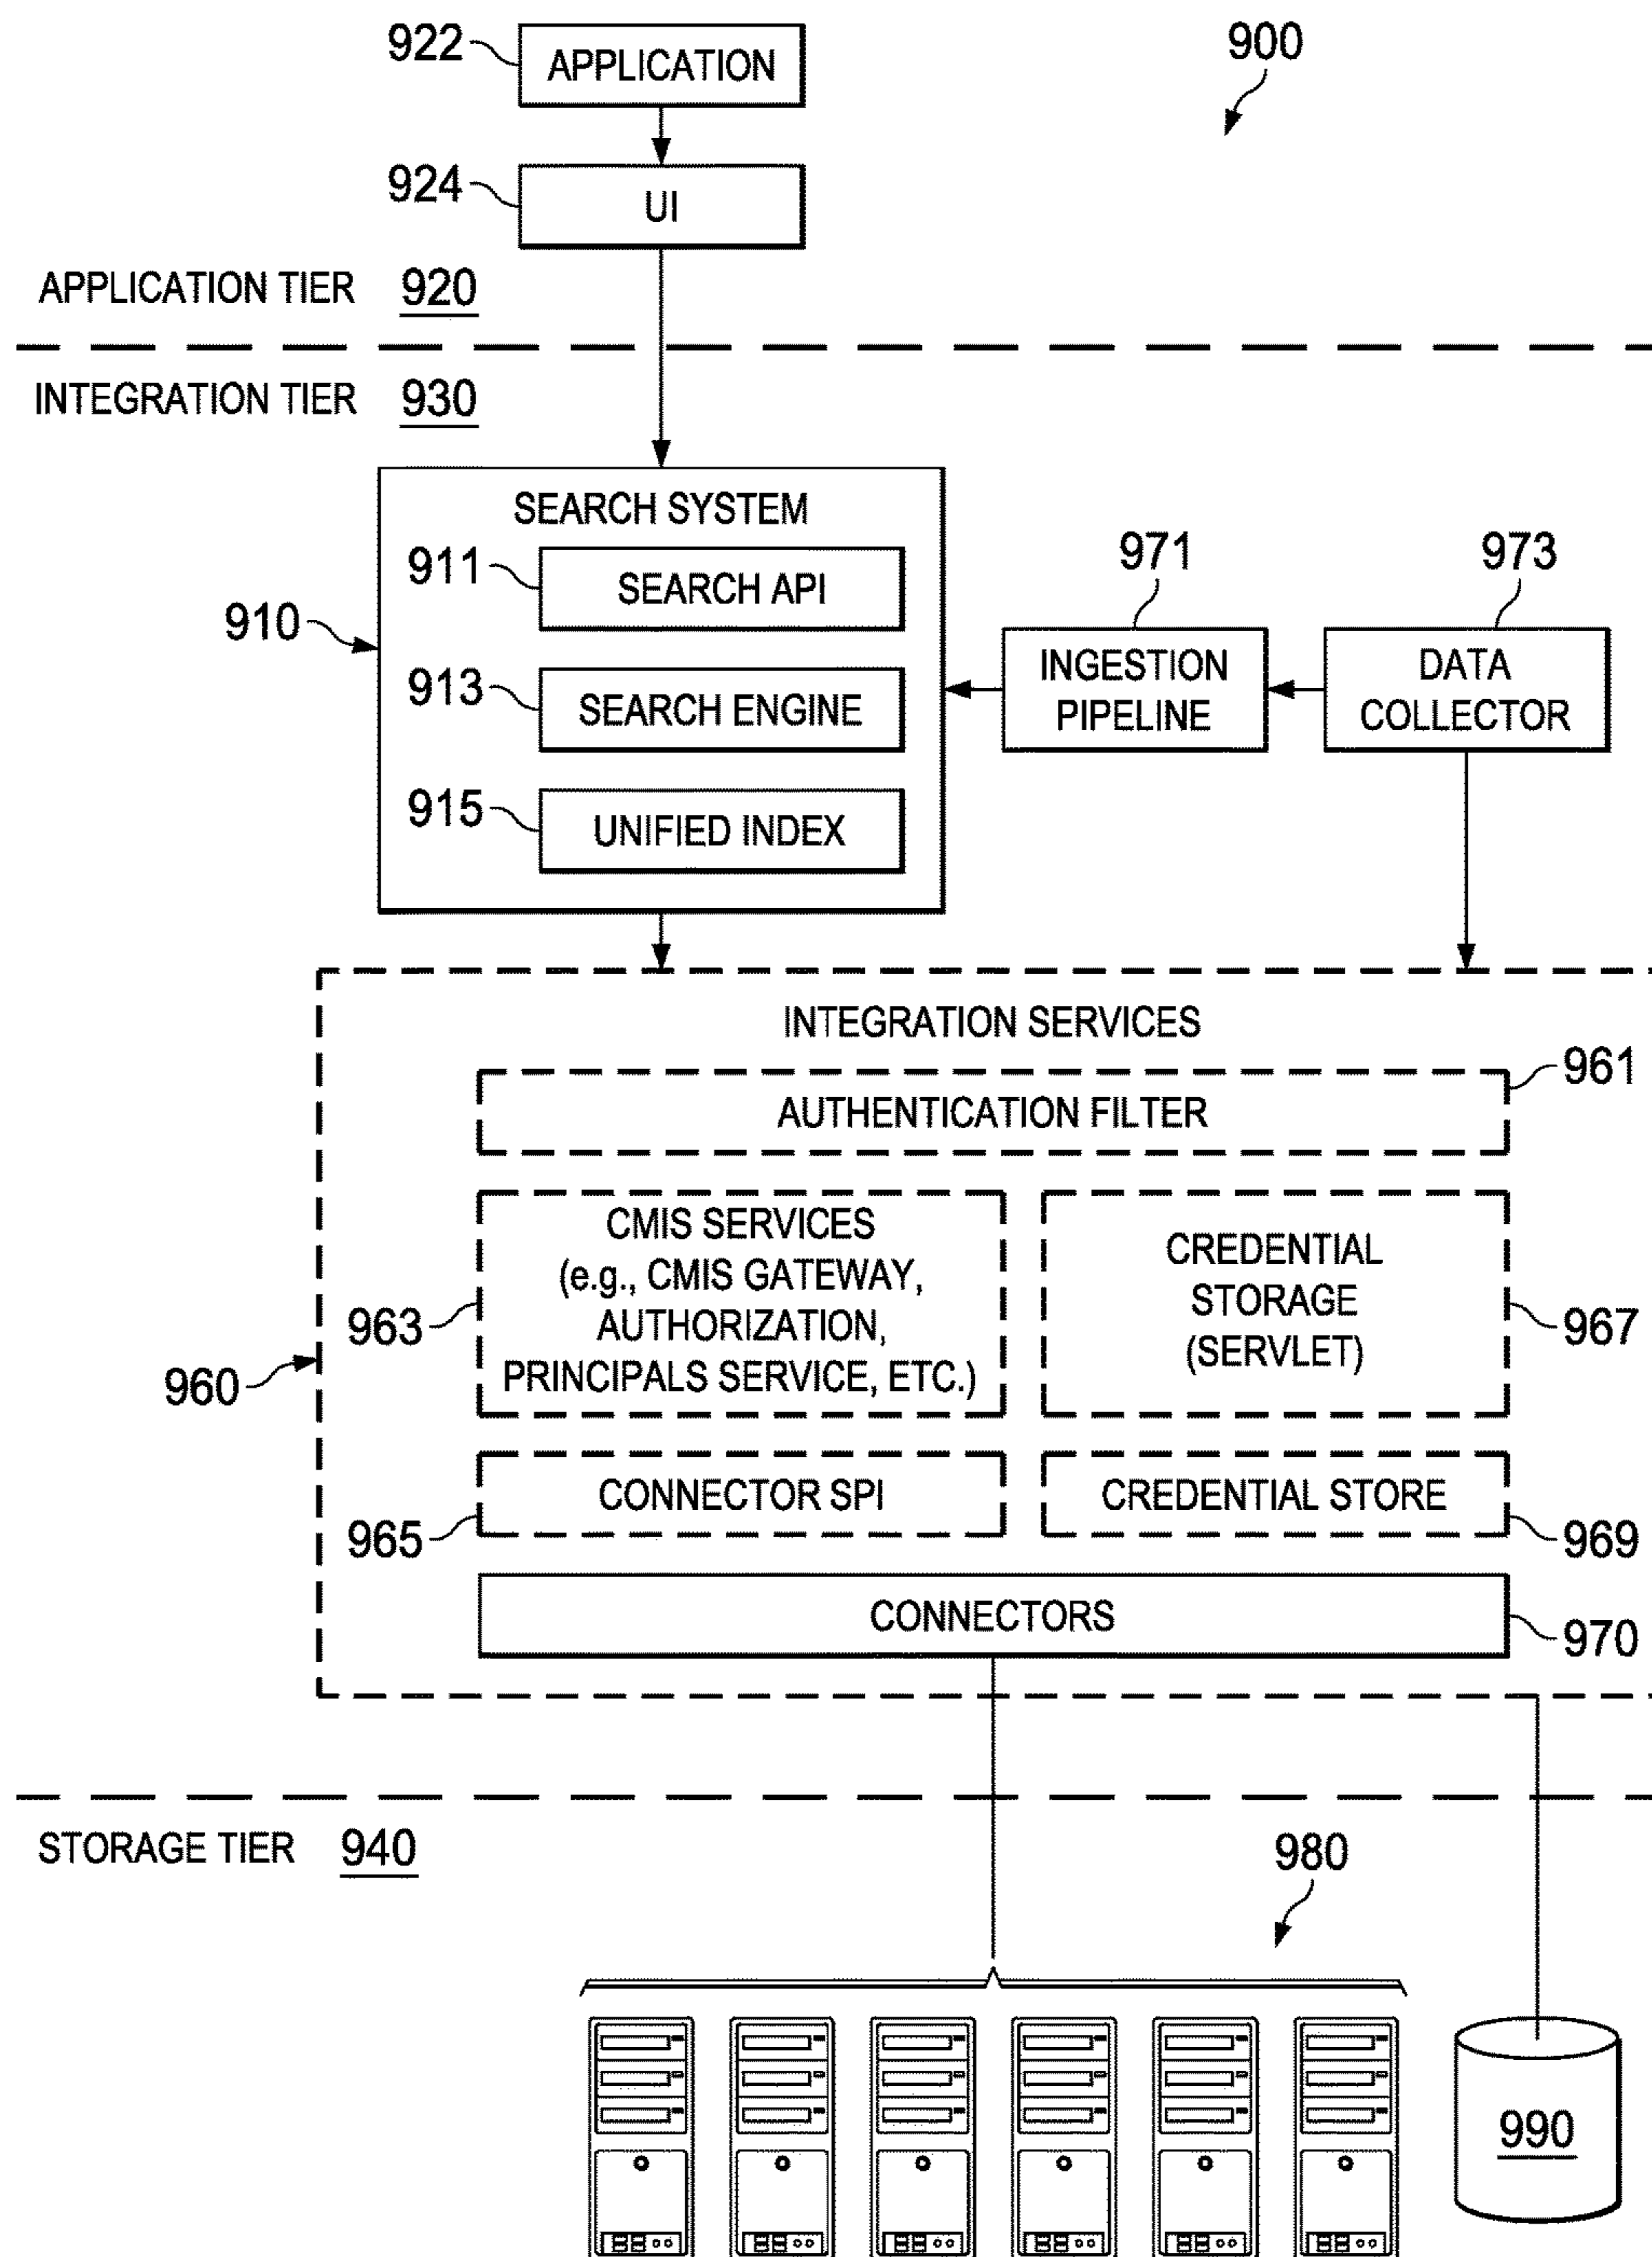 922
APPLICATION
900
924
UI
APPLICATION TIER 920
INTEGRATION TIER 930
SEARCH SYSTEM
911
SEARCH API
910
913
SEARCH ENGINE
915
UNIFIED INDEX
971
INGESTION
PIPELINE
973
DATA
COLLECTOR
INTEGRATION SERVICES
961
AUTHENTICATION FILTER
CMIS SERVICES
(e.g., CMIS GATEWAY,
AUTHORIZATION,
PRINCIPALS SERVICE, ETC.)
963
CREDENTIAL
STORAGE
(SERVLET)
967
960
CONNECTOR SPI
965
CREDENTIAL STORE
969
CONNECTORS
970
STORAGE TIER 940
980
990